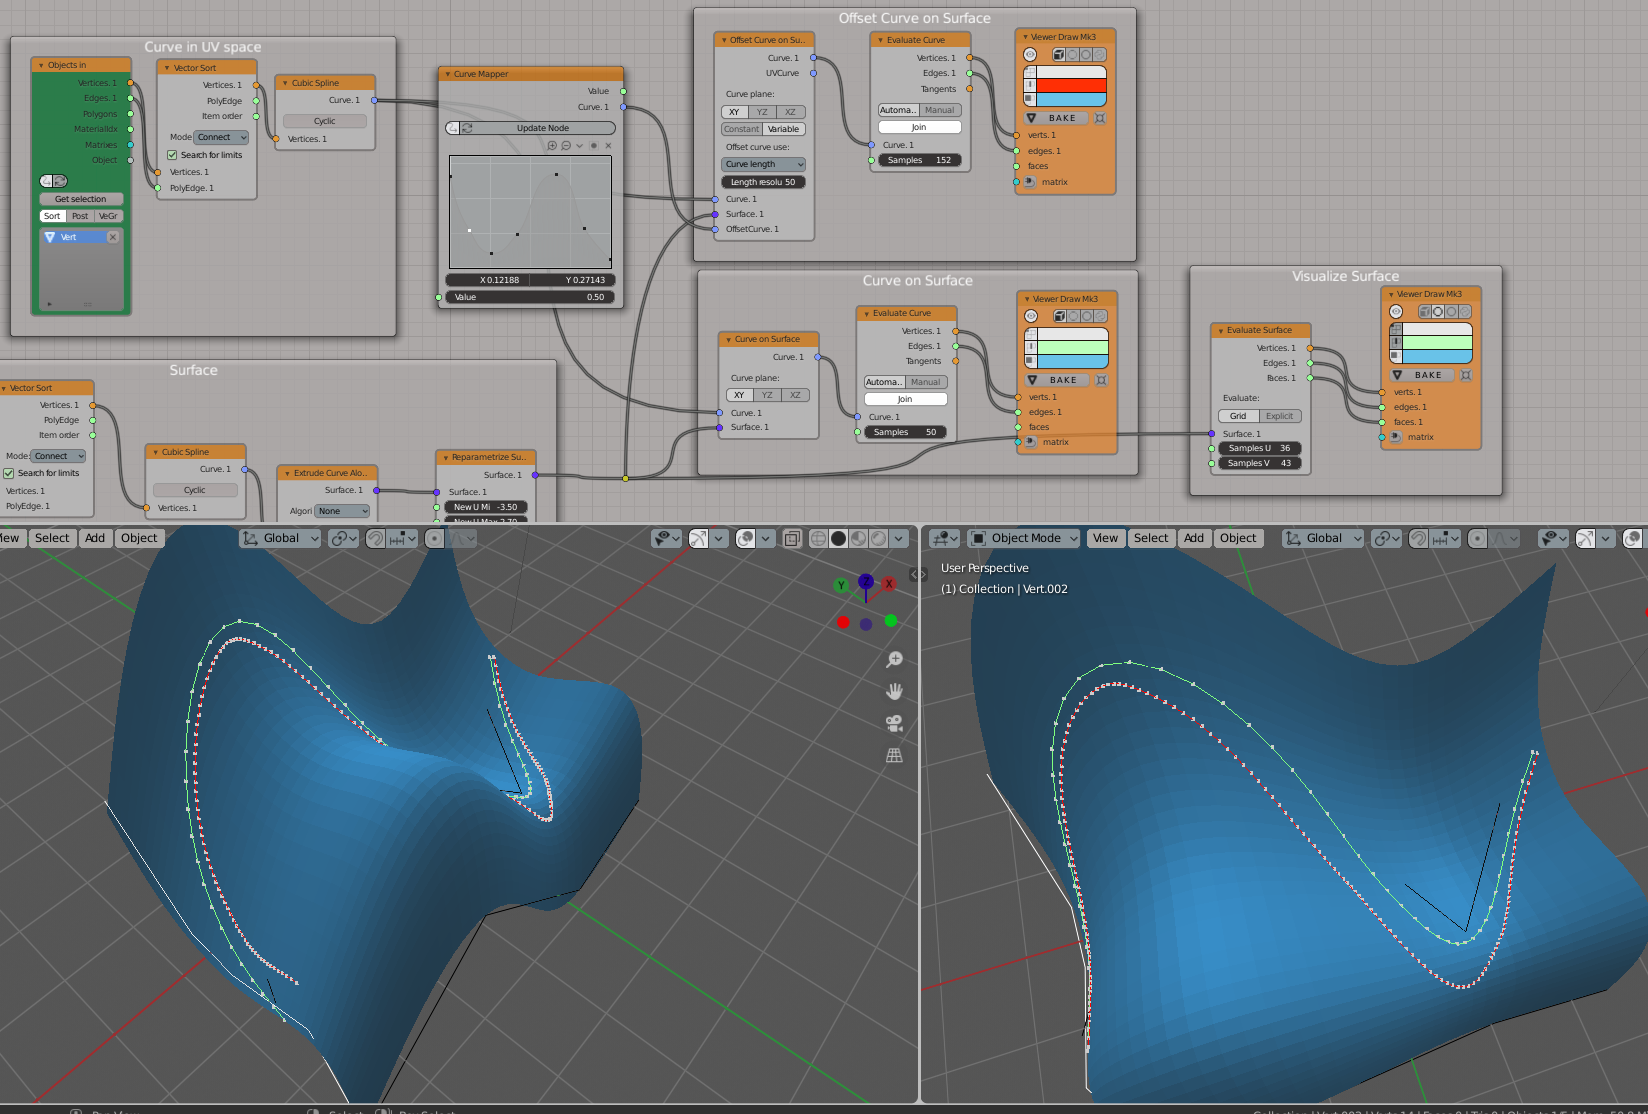 Curve in UV space
Objects in
Vertices. 1
Edges. 1
Polygons
MaterialIdx
Matrixes
Object
Get selection
Sort Post VeGr
Vert
Vector Sort
Vertices. 1
PolyEdge
Item order
Mode Connect
Search for limits
Vertices. 1
PolyEdge. 1
Cubic Spline
Curve. 1
Cyclic
Vertices. 1
Curve Mapper
Value
Curve. 1
Update Node
X 0.12188 Y 0.27143
Value 0.50
Offset Curve on Surface
Offset Curve on Su..
Curve. 1
UVCurve
Curve plane:
XY YZ XZ
Constant Variable
Offset curve use:
Curve length
Length resolu 50
Curve. 1
Surface. 1
OffsetCurve. 1
Evaluate Curve
Vertices. 1
Edges. 1
Tangents
Automa.. Manual
Join
Curve. 1
Samples 152
Viewer Draw Mk3
BAKE
verts. 1
edges. 1
faces
matrix
Curve on Surface
Curve on Surface
Curve. 1
Curve plane:
XY YZ XZ
Curve. 1
Surface. 1
Evaluate Curve
Vertices. 1
Edges. 1
Tangents
Automa.. Manual
Join
Curve. 1
Samples 50
Viewer Draw Mk3
BAKE
verts. 1
edges. 1
faces
matrix
Visualize Surface
Evaluate Surface
Vertices. 1
Edges. 1
Faces. 1
Evaluate:
Grid Explicit
Surface. 1
Samples U 36
Samples V 43
Viewer Draw Mk3
BAKE
verts. 1
edges. 1
faces. 1
matrix
Surface
Vector Sort
Vertices. 1
PolyEdge
Item order
Mode: Connect
Search for limits
Vertices. 1
PolyEdge. 1
Cubic Spline
Curve. 1
Cyclic
Vertices. 1
Extrude Curve Alo..
Surface. 1
Algori None
Reparametrize Su..
Surface. 1
Surface. 1
New U Mi -3.50
New U Max 2.70
Select Add Object Global
Y Z X
Object Mode View Select Add Object Global
User Perspective
(1) Collection | Vert.002